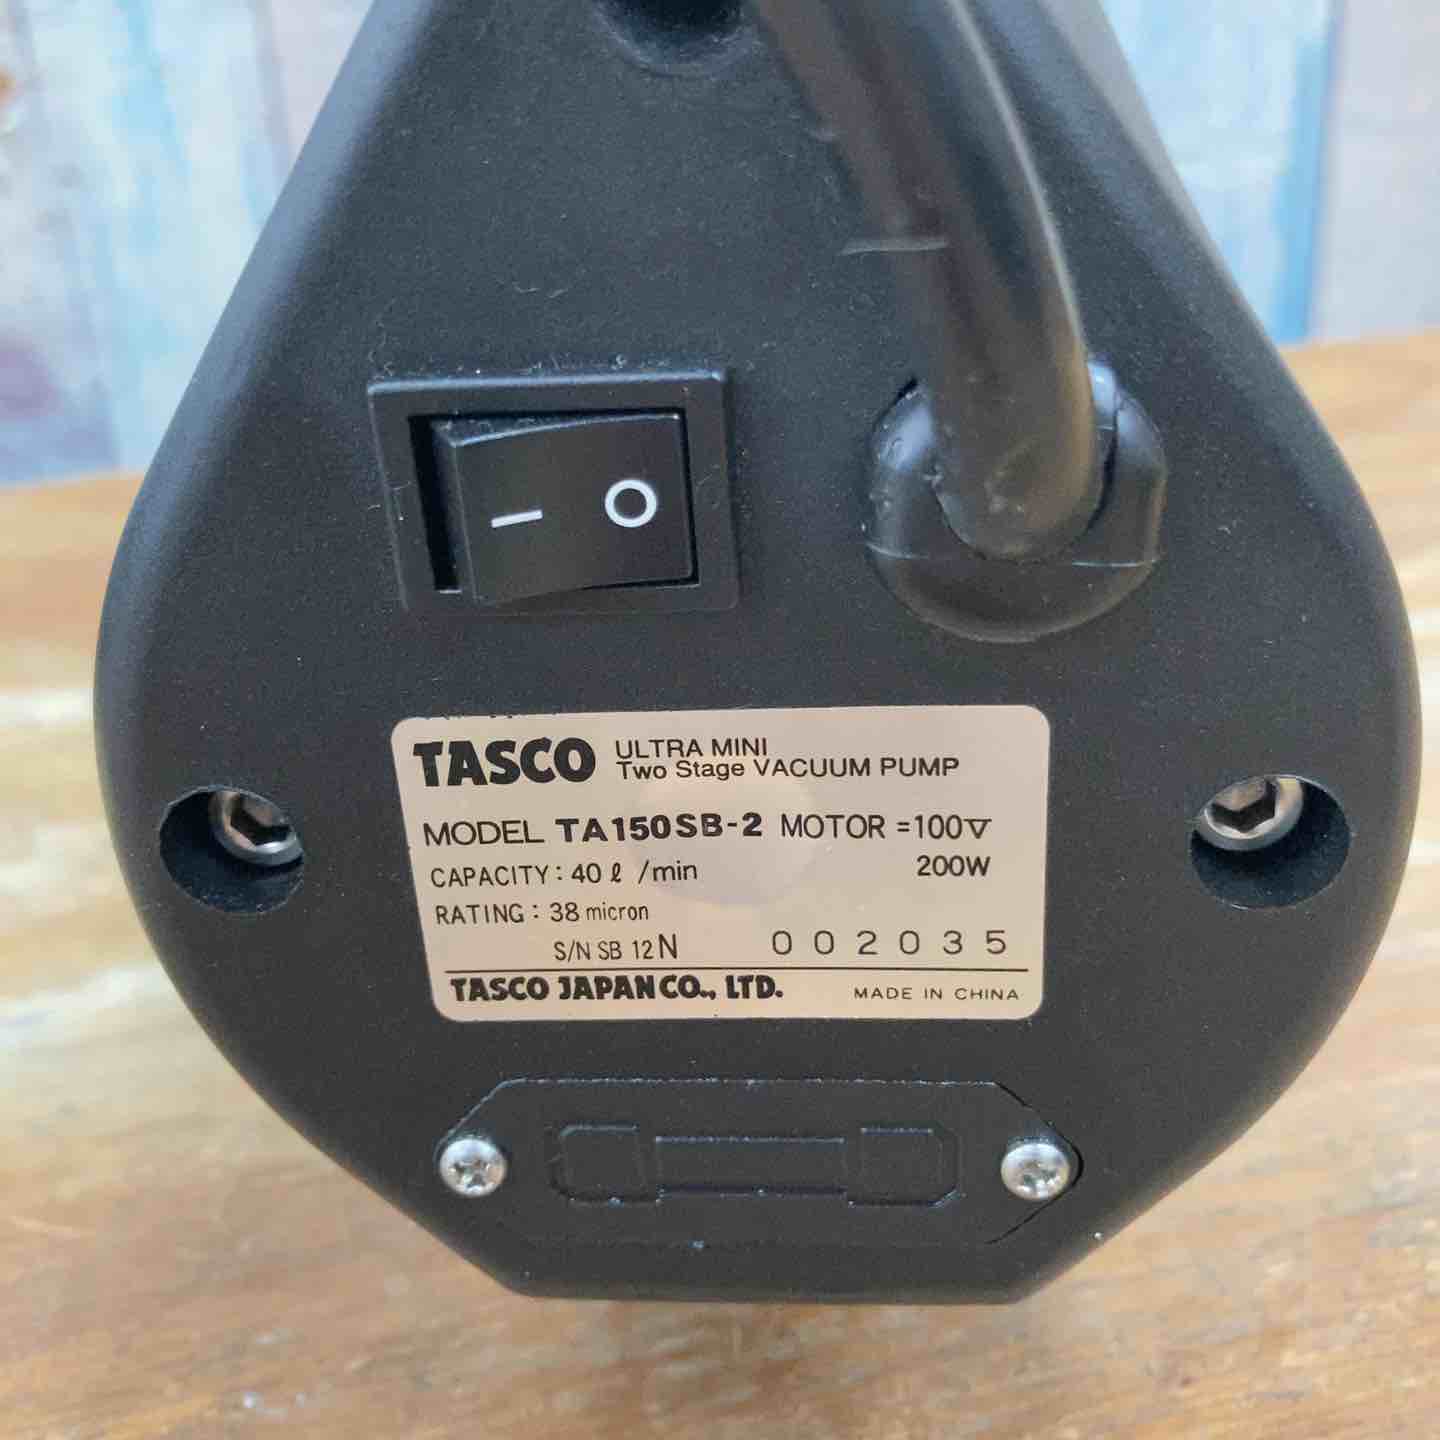 — O
TASCO ULTRA MINI
Two Stage VACUUM PUMP
MODEL TA150SB-2 MOTOR =100V
CAPACITY: 40 ℓ /min 200W
RATING: 38 micron
S/N SB 12N 002035
TASCO JAPAN CO., LTD. MADE IN CHINA